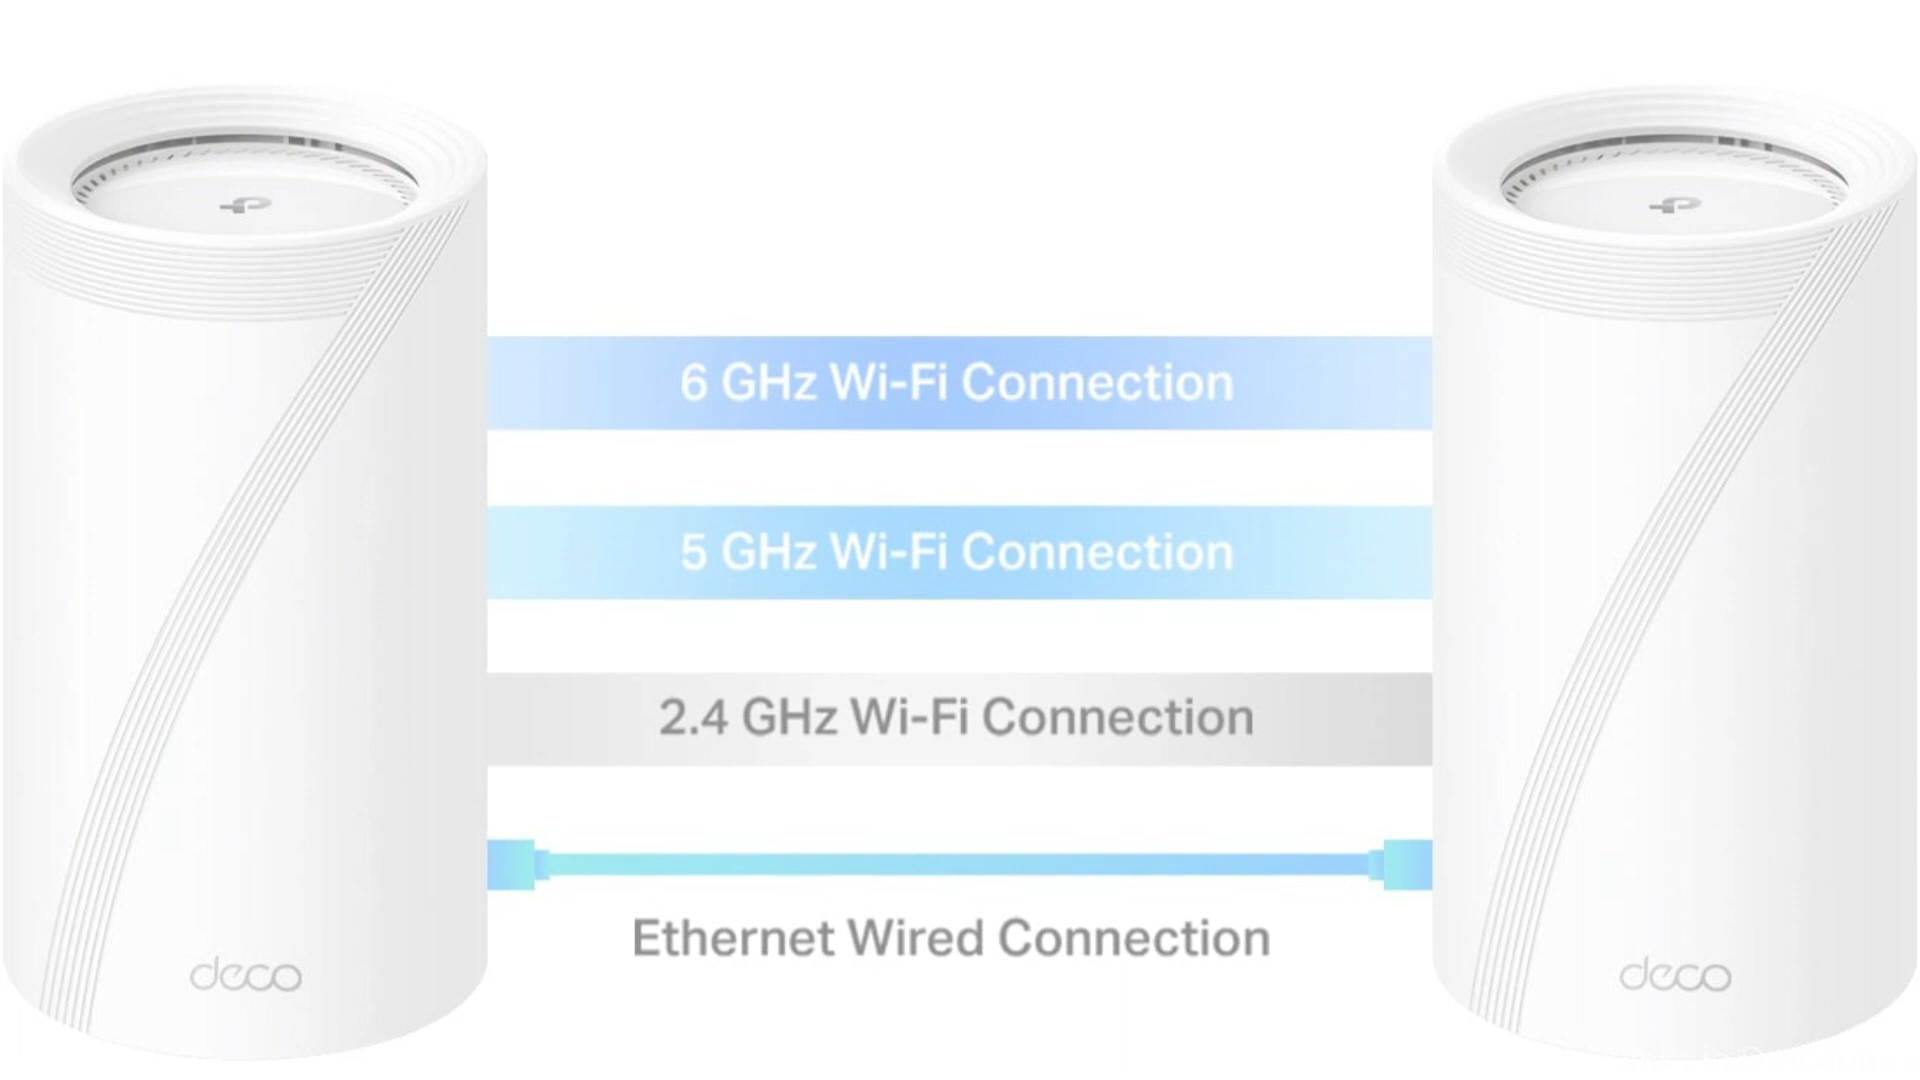 6 GHz Wi-Fi Connection
5 GHz Wi-Fi Connection
2.4 GHz Wi-Fi Connection
Ethernet Wired Connection
deco
deco